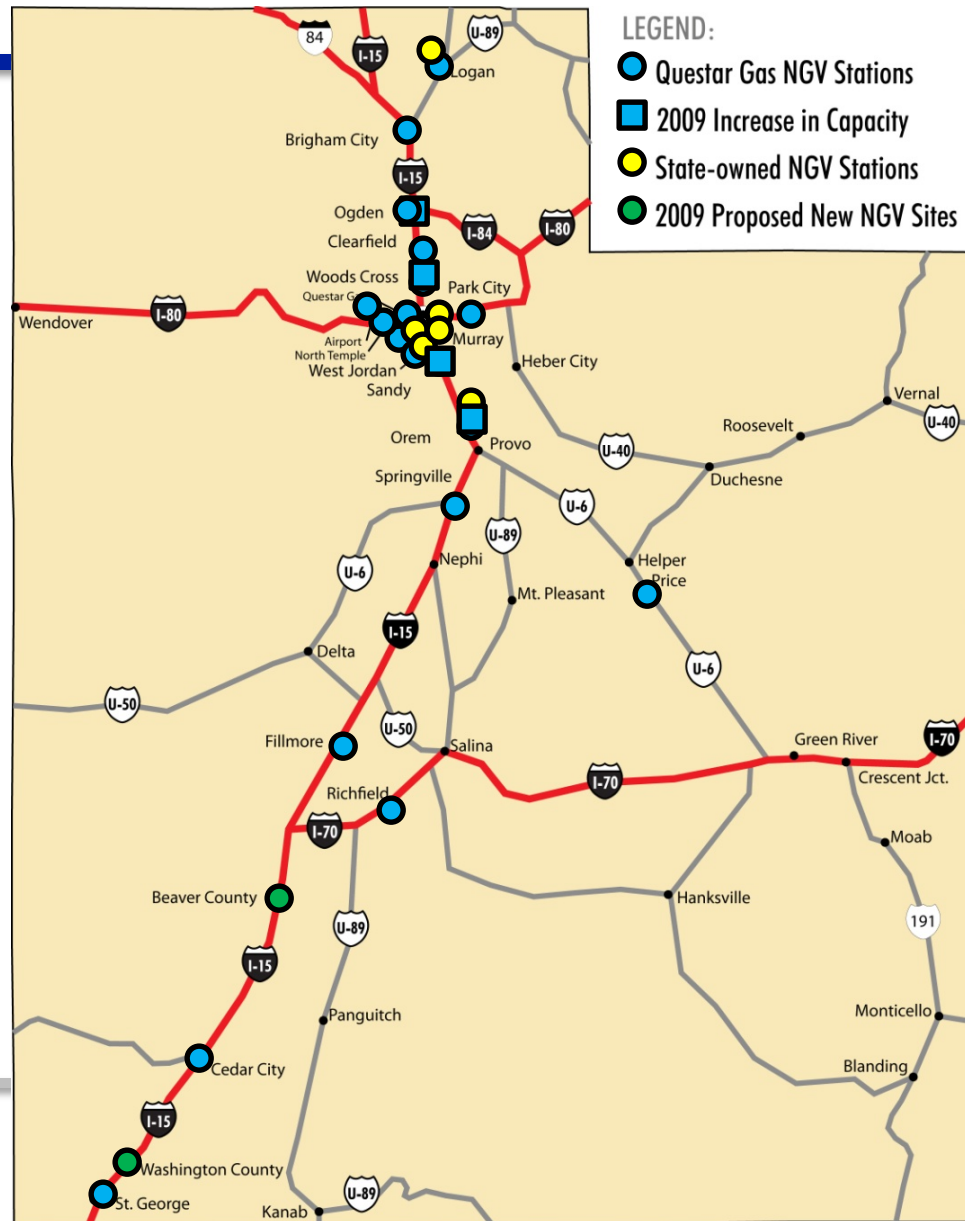 LEGEND:
Questar Gas NGV Stations
2009 Increase in Capacity
State-owned NGV Stations
2009 Proposed New NGV Sites
84
I-15
U-89
Logan
Brigham City
I-15
Ogden
I-84
I-80
Clearfield
Woods Cross
Park City
Questar G
Wendover
I-80
Airport
North Temple
Murray
West Jordan
Sandy
Heber City
Vernal
U-40
Roosevelt
Orem
Provo
U-40
Duchesne
Springville
U-6
U-89
U-6
Nephi
Helper
Price
Mt. Pleasant
I-15
Delta
U-6
U-50
U-50
Fillmore
Salina
Green River
I-70
Crescent Jct.
I-70
Richfield
I-70
Moab
Beaver County
Hanksville
U-89
191
I-15
Panguitch
Monticello
Cedar City
Blanding
I-15
Washington County
St. George
U-89
Kanab